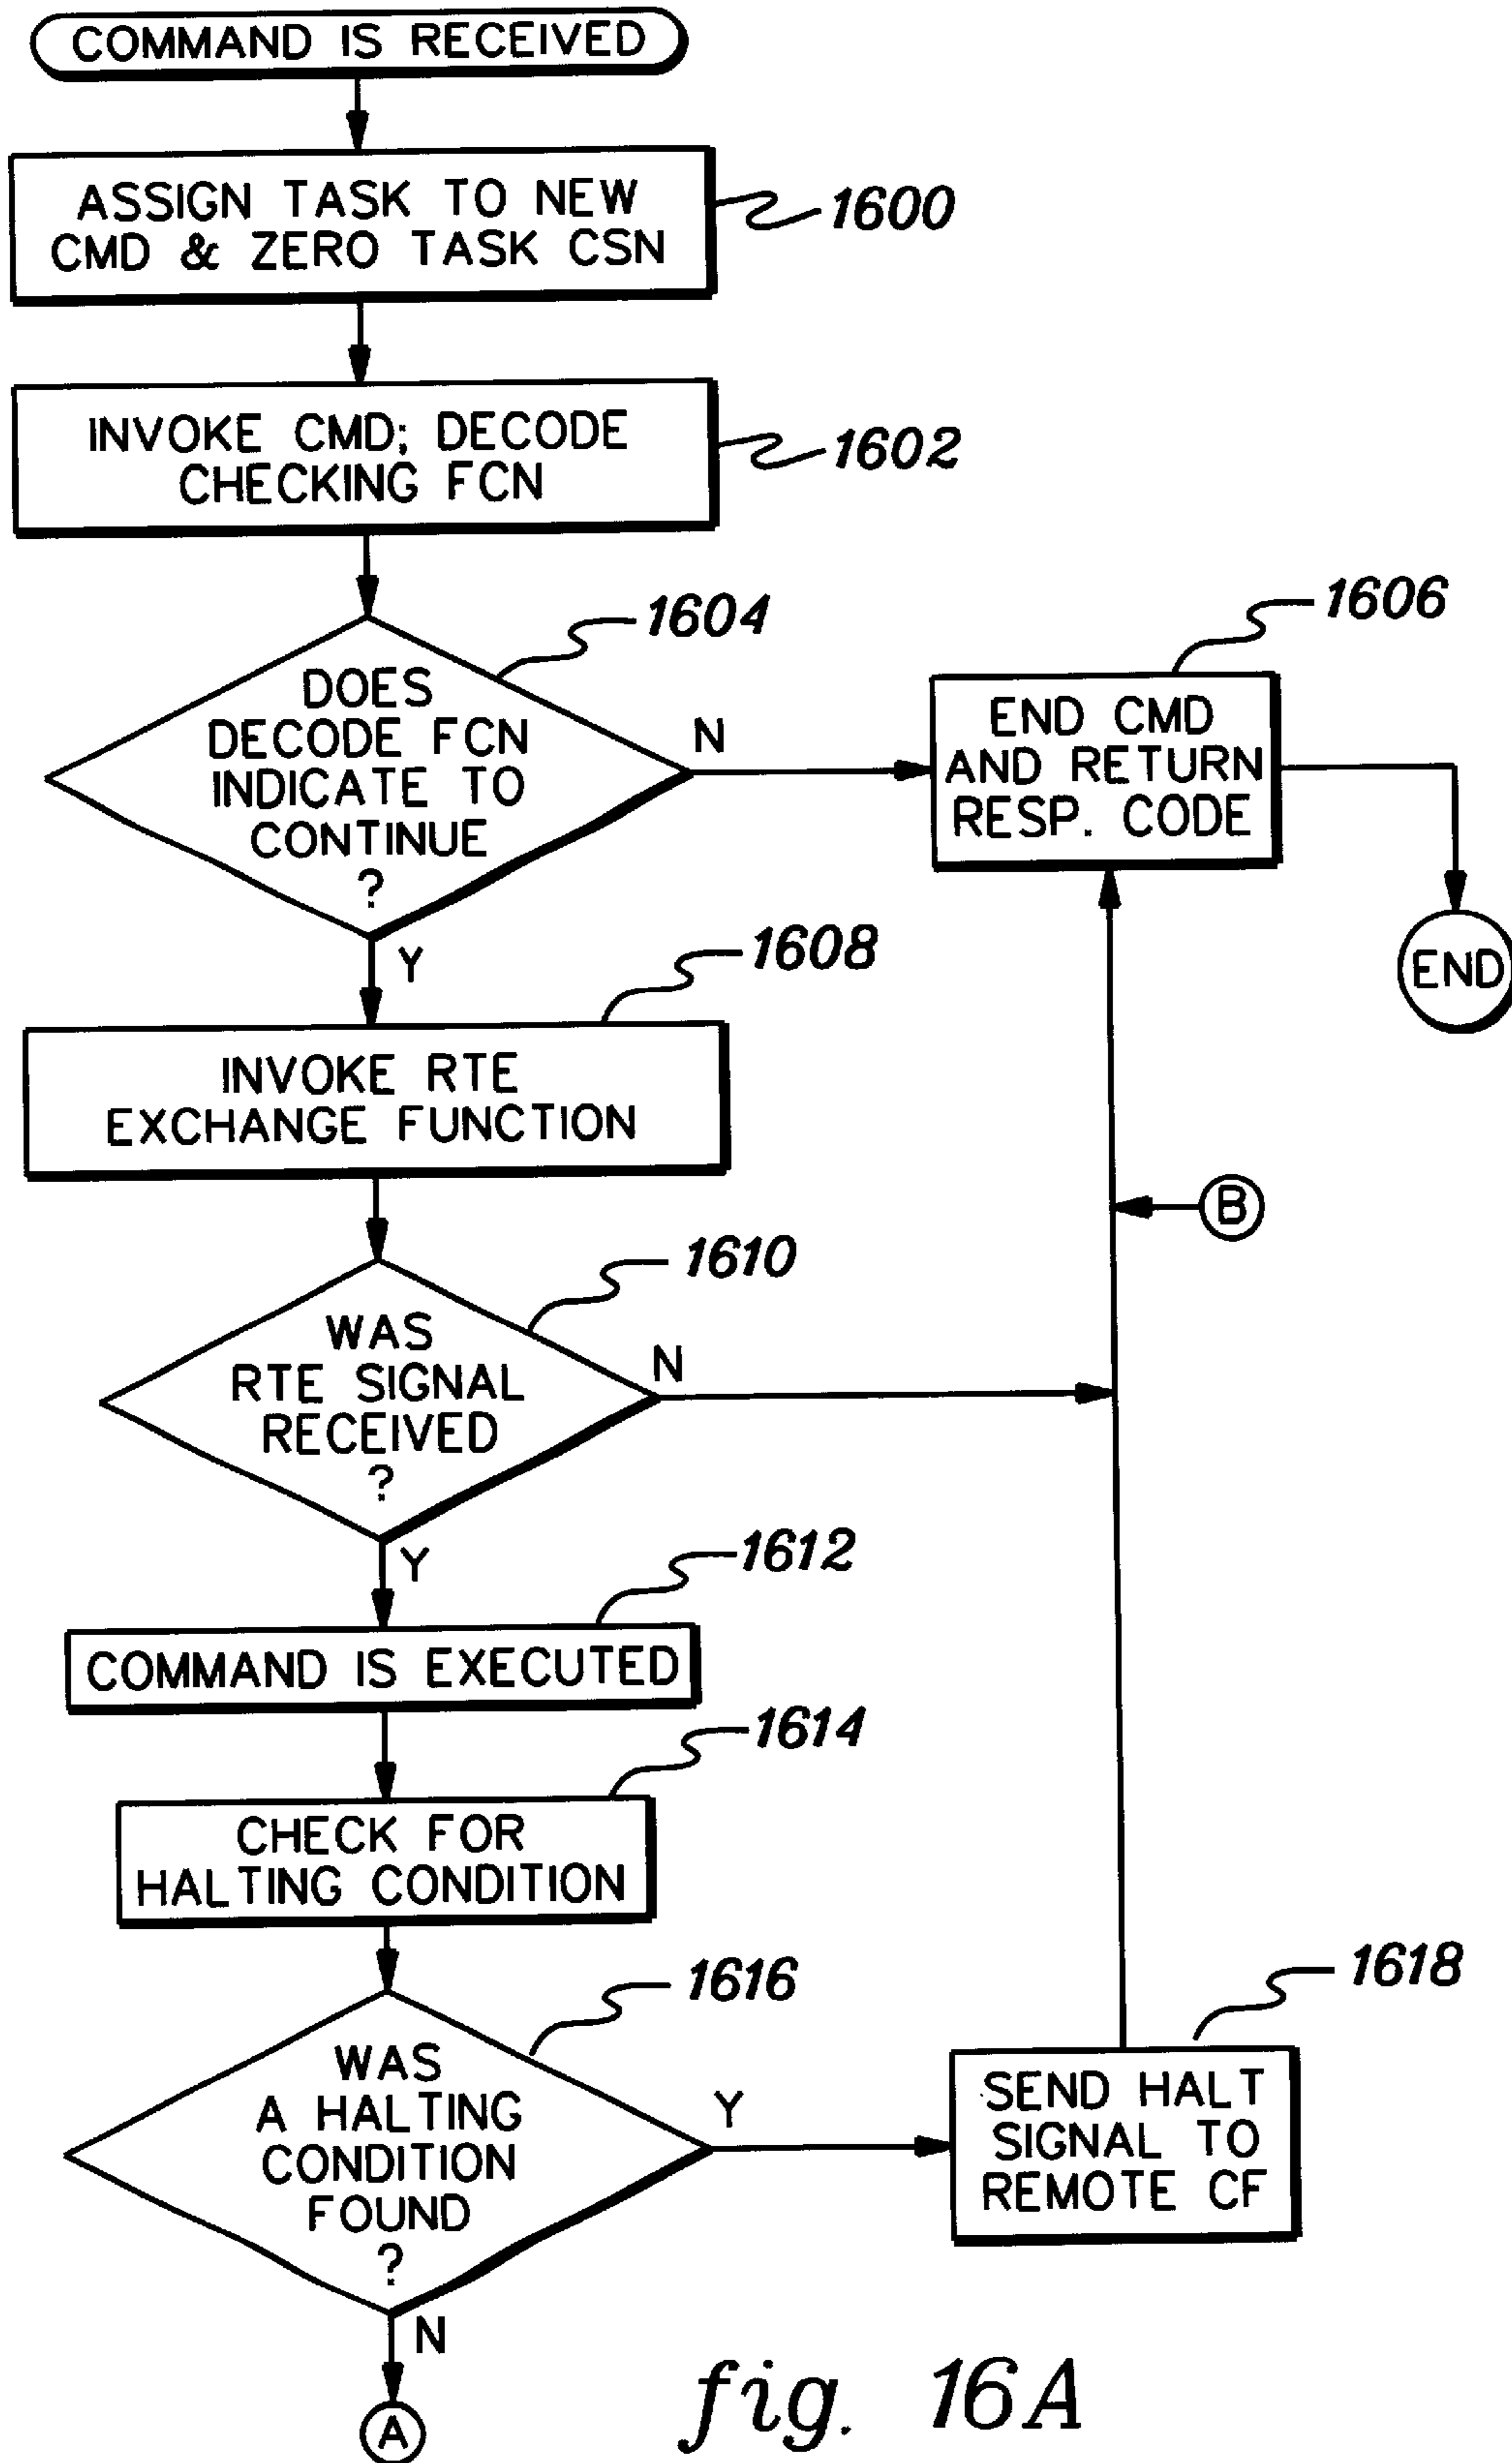 COMMAND IS RECEIVED
ASSIGN TASK TO NEW
CMD & ZERO TASK CSN
1600
INVOKE CMD; DECODE
CHECKING FCN
1602
DOES
DECODE FCN
INDICATE TO
CONTINUE
?
1604
N
Y
END CMD
AND RETURN
RESP. CODE
1606
END
INVOKE RTE
EXCHANGE FUNCTION
1608
B
WAS
RTE SIGNAL
RECEIVED
?
1610
N
Y
COMMAND IS EXECUTED
1612
CHECK FOR
HALTING CONDITION
1614
WAS
A HALTING
CONDITION
FOUND
?
1616
Y
N
SEND HALT
SIGNAL TO
REMOTE CF
1618
A
fig. 16A